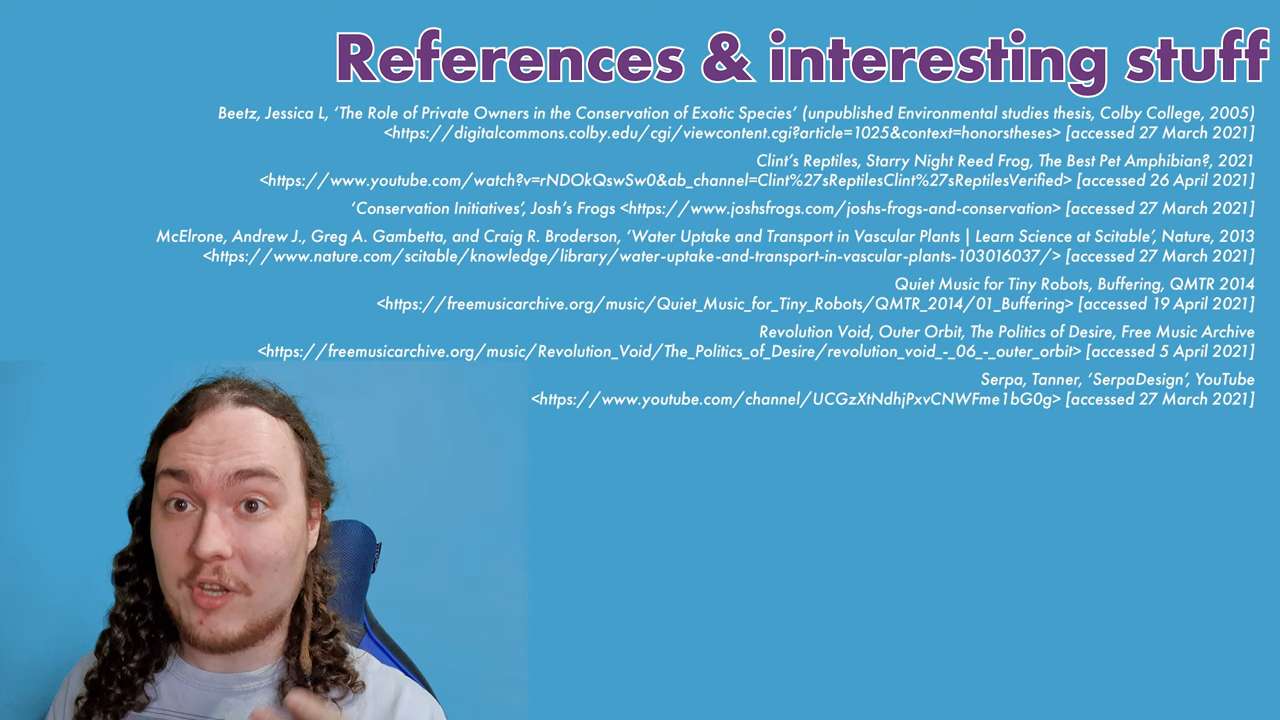 References & interesting stuff
Beetz, Jessica L, ‘The Role of Private Owners in the Conservation of Exotic Species’ (unpublished Environmental studies thesis, Colby College, 2005)
<https://digitalcommons.colby.edu/cgi/viewcontent.cgi?article=1025&context=honorstheses> [accessed 27 March 2021]
Clint’s Reptiles, Starry Night Reed Frog, The Best Pet Amphibian?, 2021
<https://www.youtube.com/watch?v=rNDOkQswSw0&ab_channel=Clint%27sReptilesClint%27sReptilesVerified> [accessed 26 April 2021]
‘Conservation Initiatives’, Josh’s Frogs <https://www.joshsfrogs.com/joshs-frogs-and-conservation> [accessed 27 March 2021]
McElrone, Andrew J., Greg A. Gambetta, and Craig R. Broderson, ‘Water Uptake and Transport in Vascular Plants | Learn Science at Scitable’, Nature, 2013
<https://www.nature.com/scitable/knowledge/library/water-uptake-and-transport-in-vascular-plants-103016037/> [accessed 27 March 2021]
Quiet Music for Tiny Robots, Buffering, QMTR 2014
<https://freemusicarchive.org/music/Quiet_Music_for_Tiny_Robots/QMTR_2014/01_Buffering> [accessed 19 April 2021]
Revolution Void, Outer Orbit, The Politics of Desire, Free Music Archive
<https://freemusicarchive.org/music/Revolution_Void/The_Politics_of_Desire/revolution_void_-_06_-_outer_orbit> [accessed 5 April 2021]
Serpa, Tanner, ‘SerpaDesign’, YouTube
<https://www.youtube.com/channel/UCGzXtNdhjPxvCNWFme1bG0g> [accessed 27 March 2021]